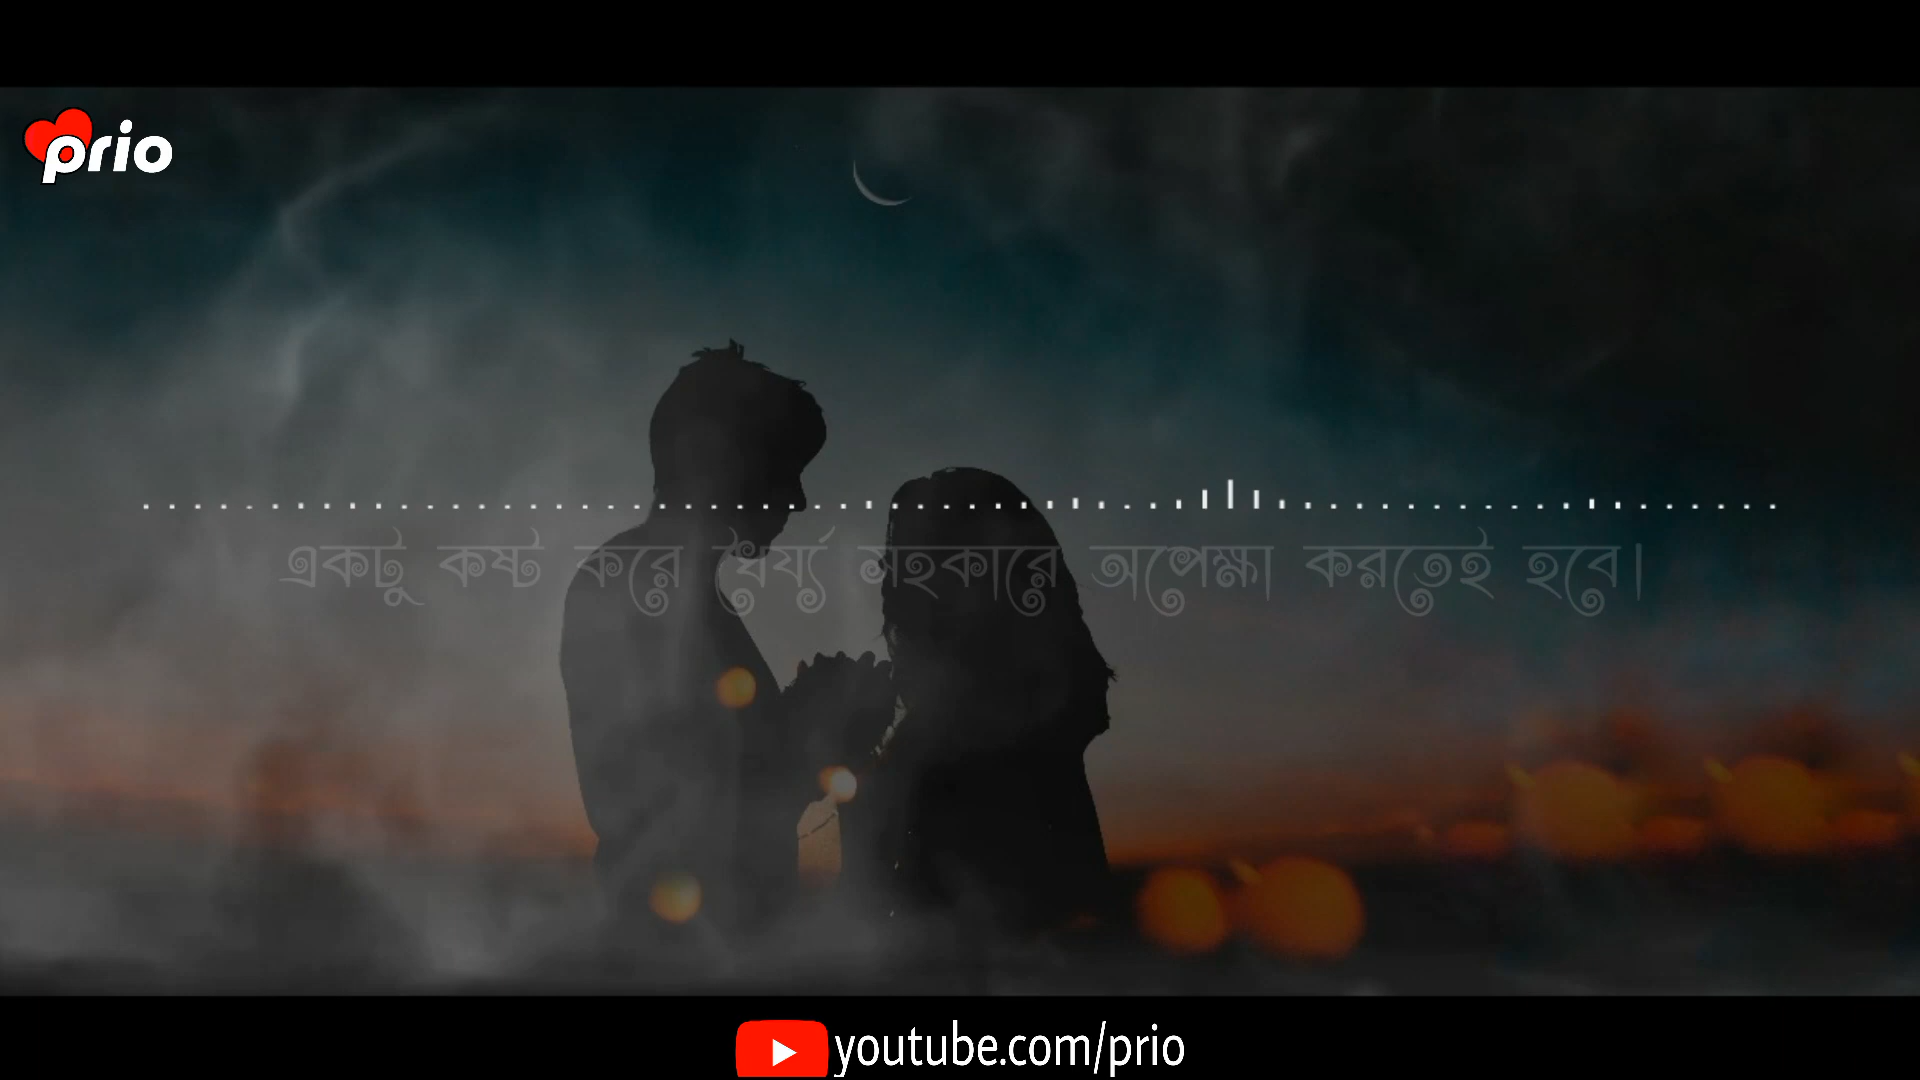 prio
একটু কষ্ট করে ধৈর্য্য সহকারে অপেক্ষা করতেই হবে।
youtube.com/prio